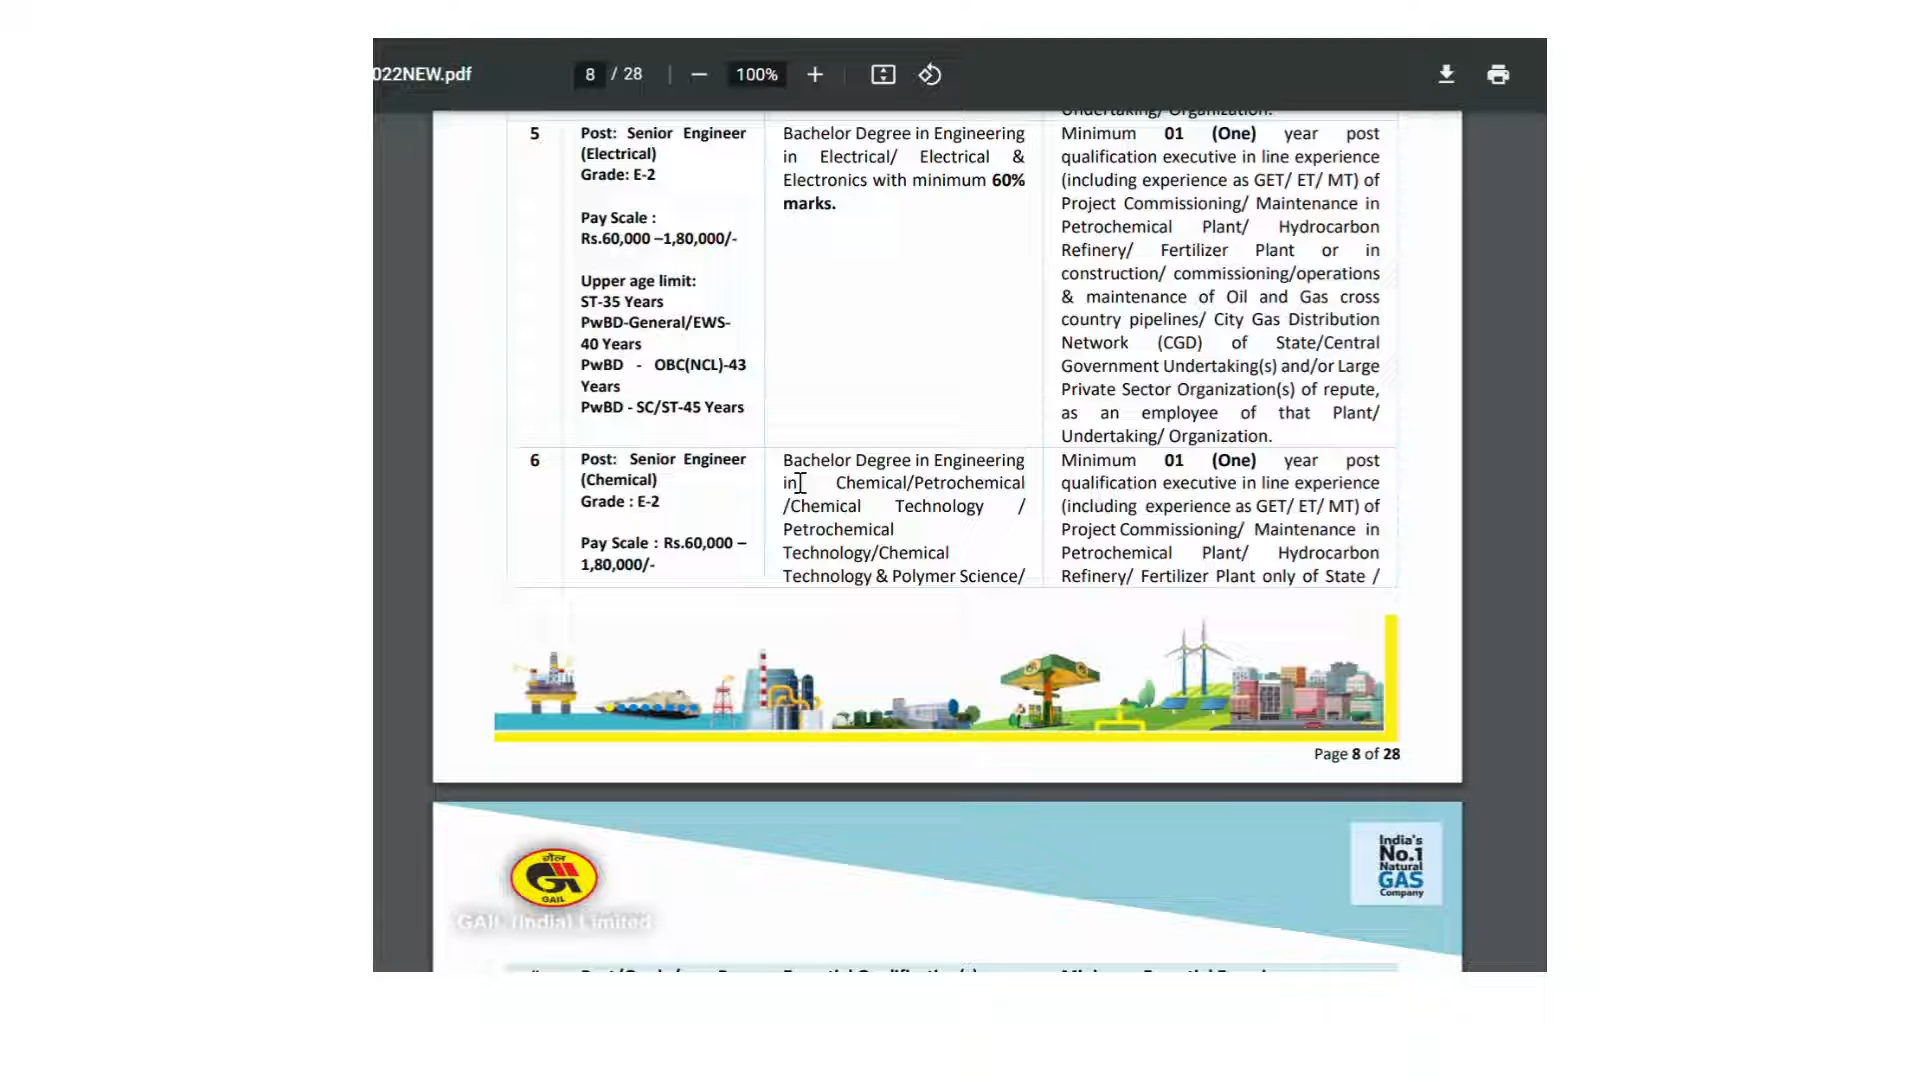 022NEW.pdf
8 / 28
100%
Undertaking/ Organization.
5
Post: Senior Engineer
(Electrical)
Grade: E-2
Pay Scale :
Rs.60,000 –1,80,000/-
Upper age limit:
ST-35 Years
PwBD-General/EWS-
40 Years
PwBD - OBC(NCL)-43
Years
PwBD - SC/ST-45 Years
Bachelor Degree in Engineering
in Electrical/ Electrical &
Electronics with minimum 60%
marks.
Minimum 01 (One) year post
qualification executive in line experience
(including experience as GET/ ET/ MT) of
Project Commissioning/ Maintenance in
Petrochemical Plant/ Hydrocarbon
Refinery/ Fertilizer Plant or in
construction/ commissioning/operations
& maintenance of Oil and Gas cross
country pipelines/ City Gas Distribution
Network (CGD) of State/Central
Government Undertaking(s) and/or Large
Private Sector Organization(s) of repute,
as an employee of that Plant/
Undertaking/ Organization.
6
Post: Senior Engineer
(Chemical)
Grade : E-2
Pay Scale : Rs.60,000 –
1,80,000/-
Bachelor Degree in Engineering
in Chemical/Petrochemical
/Chemical Technology /
Petrochemical
Technology/Chemical
Technology & Polymer Science/
Minimum 01 (One) year post
qualification executive in line experience
(including experience as GET/ ET/ MT) of
Project Commissioning/ Maintenance in
Petrochemical Plant/ Hydrocarbon
Refinery/ Fertilizer Plant only of State /
Page 8 of 28
गेल
GAIL
GAIL (India) Limited
India's
No.1
Natural
GAS
Company